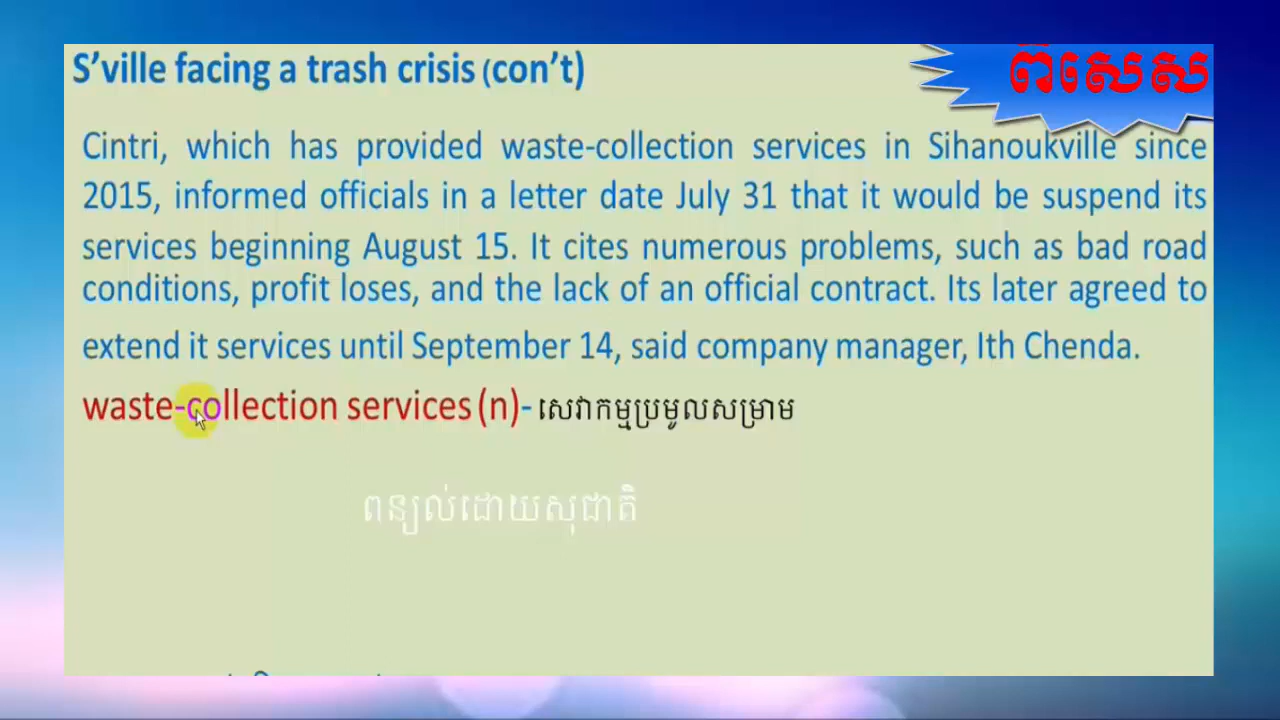 S’ville facing a trash crisis (con’t)
ពិសេស
Cintri, which has provided waste-collection services in Sihanoukville since
2015, informed officials in a letter date July 31 that it would be suspend its
services beginning August 15. It cites numerous problems, such as bad road
conditions, profit loses, and the lack of an official contract. Its later agreed to
extend it services until September 14, said company manager, Ith Chenda.
waste-collection services (n)- សេវាកម្មប្រមូលសម្រាម
ពន្យល់ដោយសុជាតិ